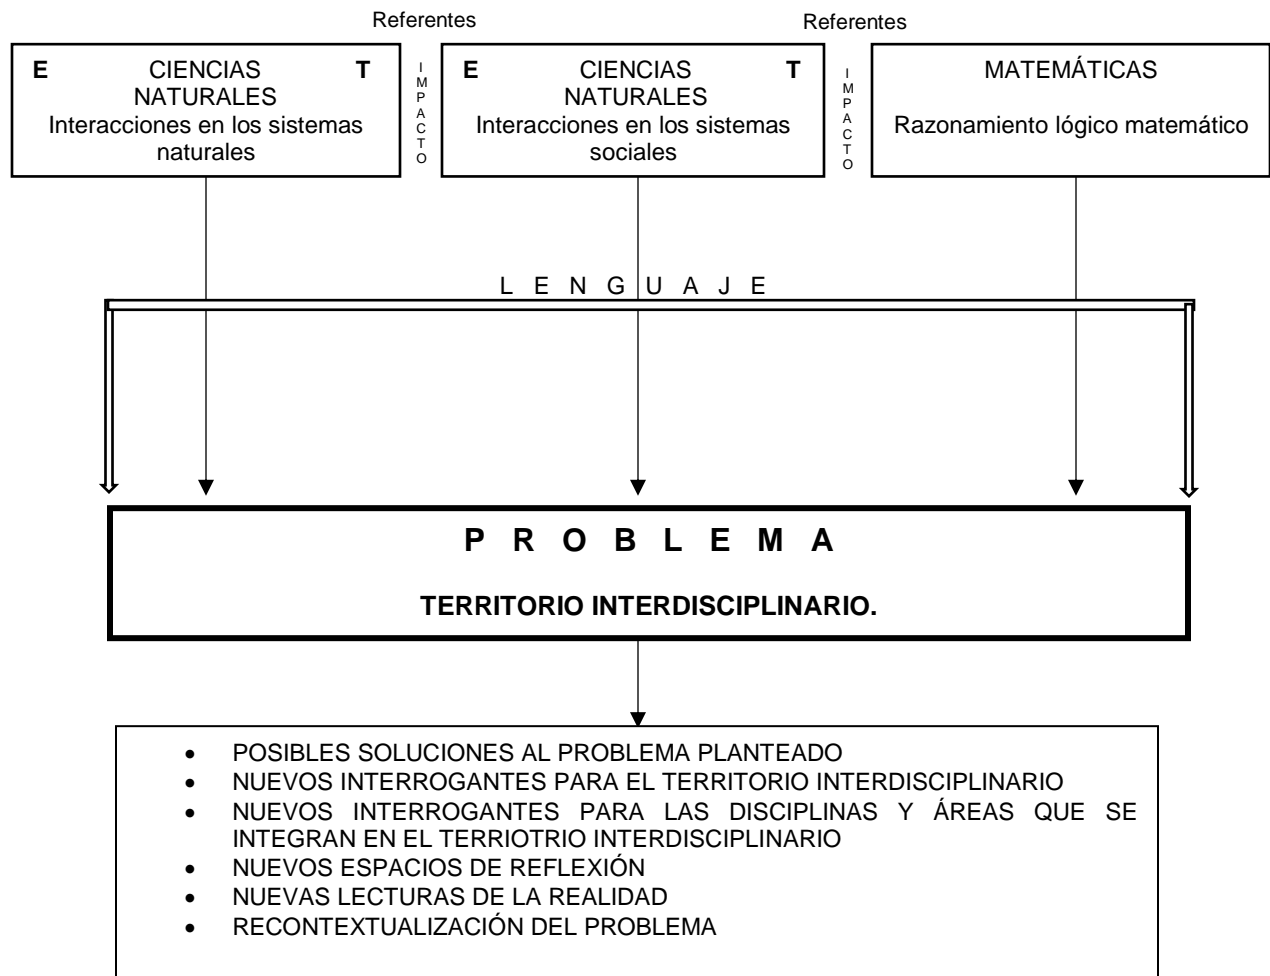 Referentes
Referentes
E CIENCIAS T
NATURALES
Interacciones en los sistemas
naturales
IMPACTO
E CIENCIAS T
NATURALES
Interacciones en los sistemas
sociales
IMPACTO
MATEMÁTICAS
Razonamiento lógico matemático
L E N G U A J E
P R O B L E M A
TERRITORIO INTERDISCIPLINARIO.
• POSIBLES SOLUCIONES AL PROBLEMA PLANTEADO
• NUEVOS INTERROGANTES PARA EL TERRITORIO INTERDISCIPLINARIO
• NUEVOS INTERROGANTES PARA LAS DISCIPLINAS Y ÁREAS QUE SE
INTEGRAN EN EL TERRIOTRIO INTERDISCIPLINARIO
• NUEVOS ESPACIOS DE REFLEXIÓN
• NUEVAS LECTURAS DE LA REALIDAD
• RECONTEXTUALIZACIÓN DEL PROBLEMA